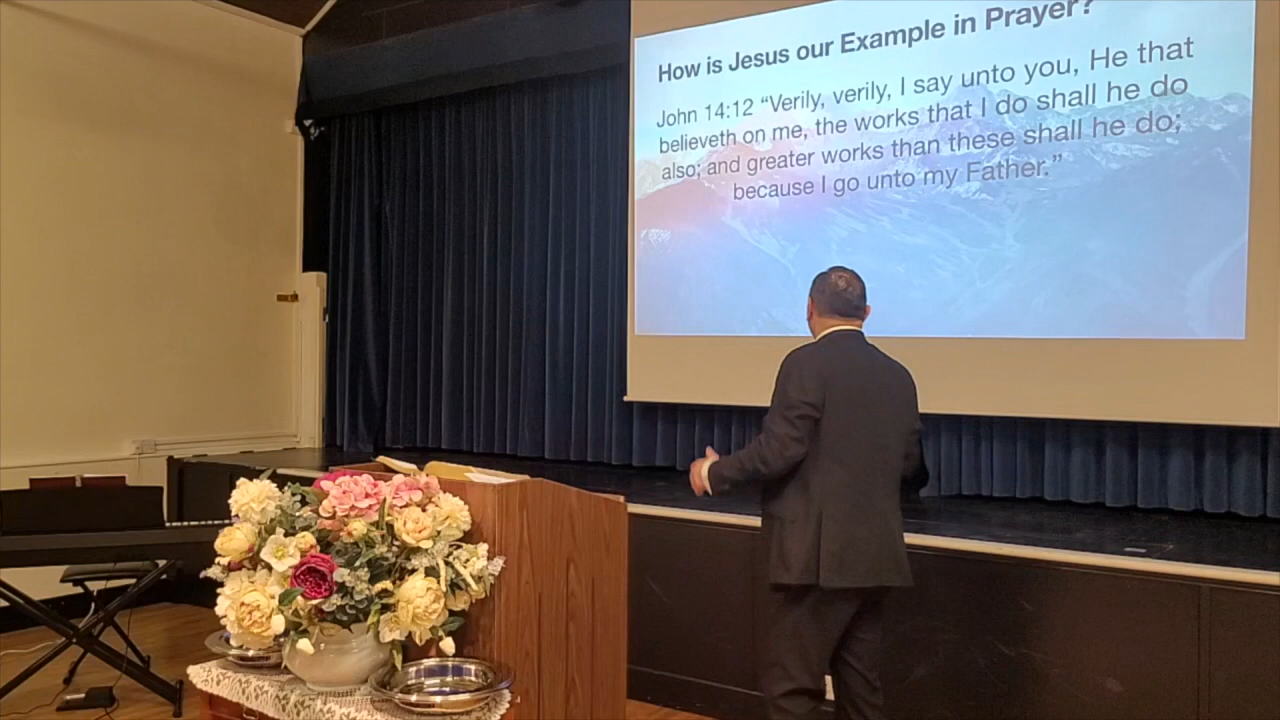 How is Jesus our Example in Prayer?
John 14:12 “Verily, verily, I say unto you, He that
believeth on me, the works that I do shall he do
also; and greater works than these shall he do;
because I go unto my Father.”